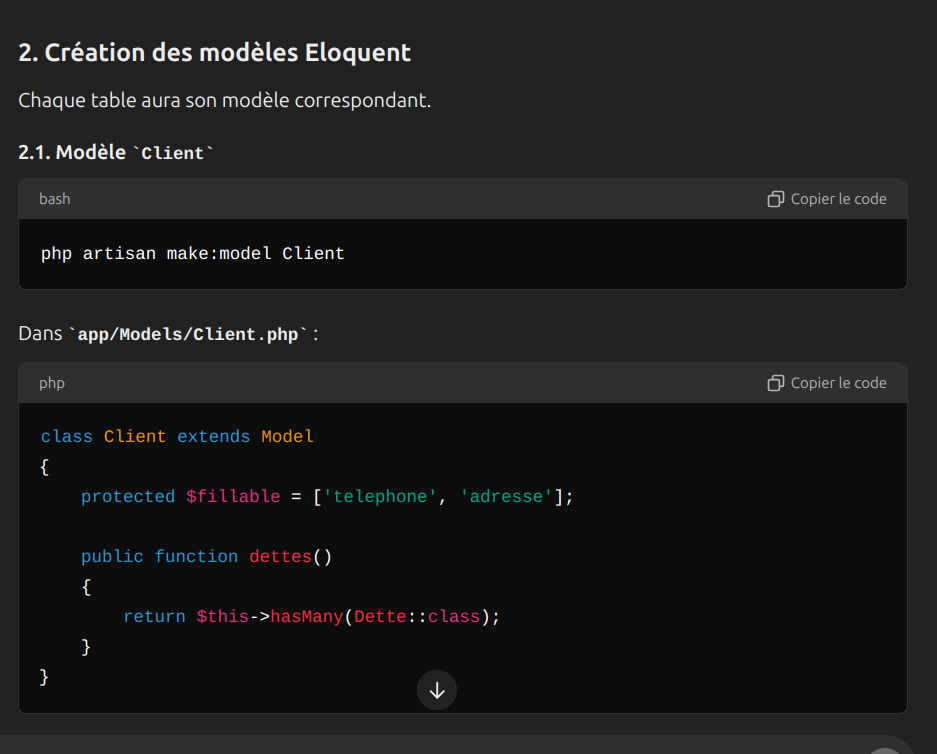 2. Création des modèles Eloquent
Chaque table aura son modèle correspondant.
2.1. Modèle `Client`
bash
Copier le code
php artisan make:model Client
Dans `app/Models/Client.php` :
php
Copier le code
class Client extends Model
{
    protected $fillable = ['telephone', 'adresse'];
    public function dettes()
    {
        return $this->hasMany(Dette::class);
    }
}